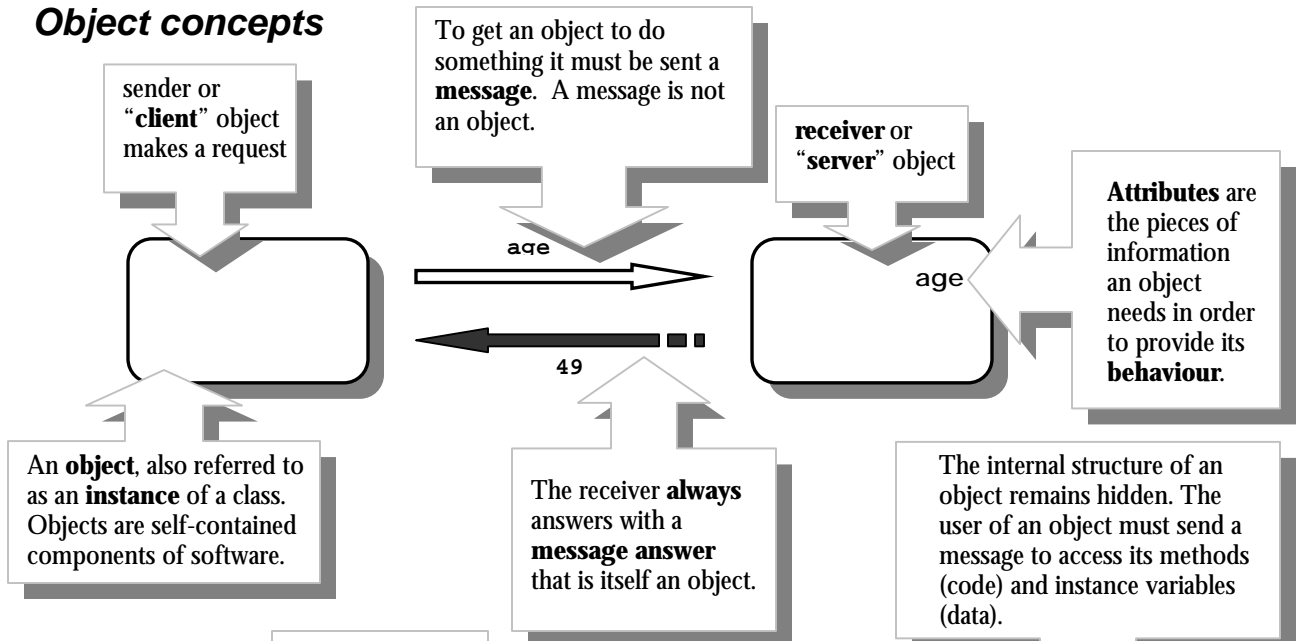 Object concepts
sender or
“client” object
makes a request
To get an object to do
something it must be sent a
message.  A message is not
an object.
receiver or
“server” object
Attributes are
the pieces of
information
an object
needs in order
to provide its
behaviour.
age
age
49
An object, also referred to
as an instance of a class.
Objects are self-contained
components of software.
The receiver always
answers with a
message answer
that is itself an object.
The internal structure of an
object remains hidden. The
user of an object must send a
message to access its methods
(code) and instance variables
(data).